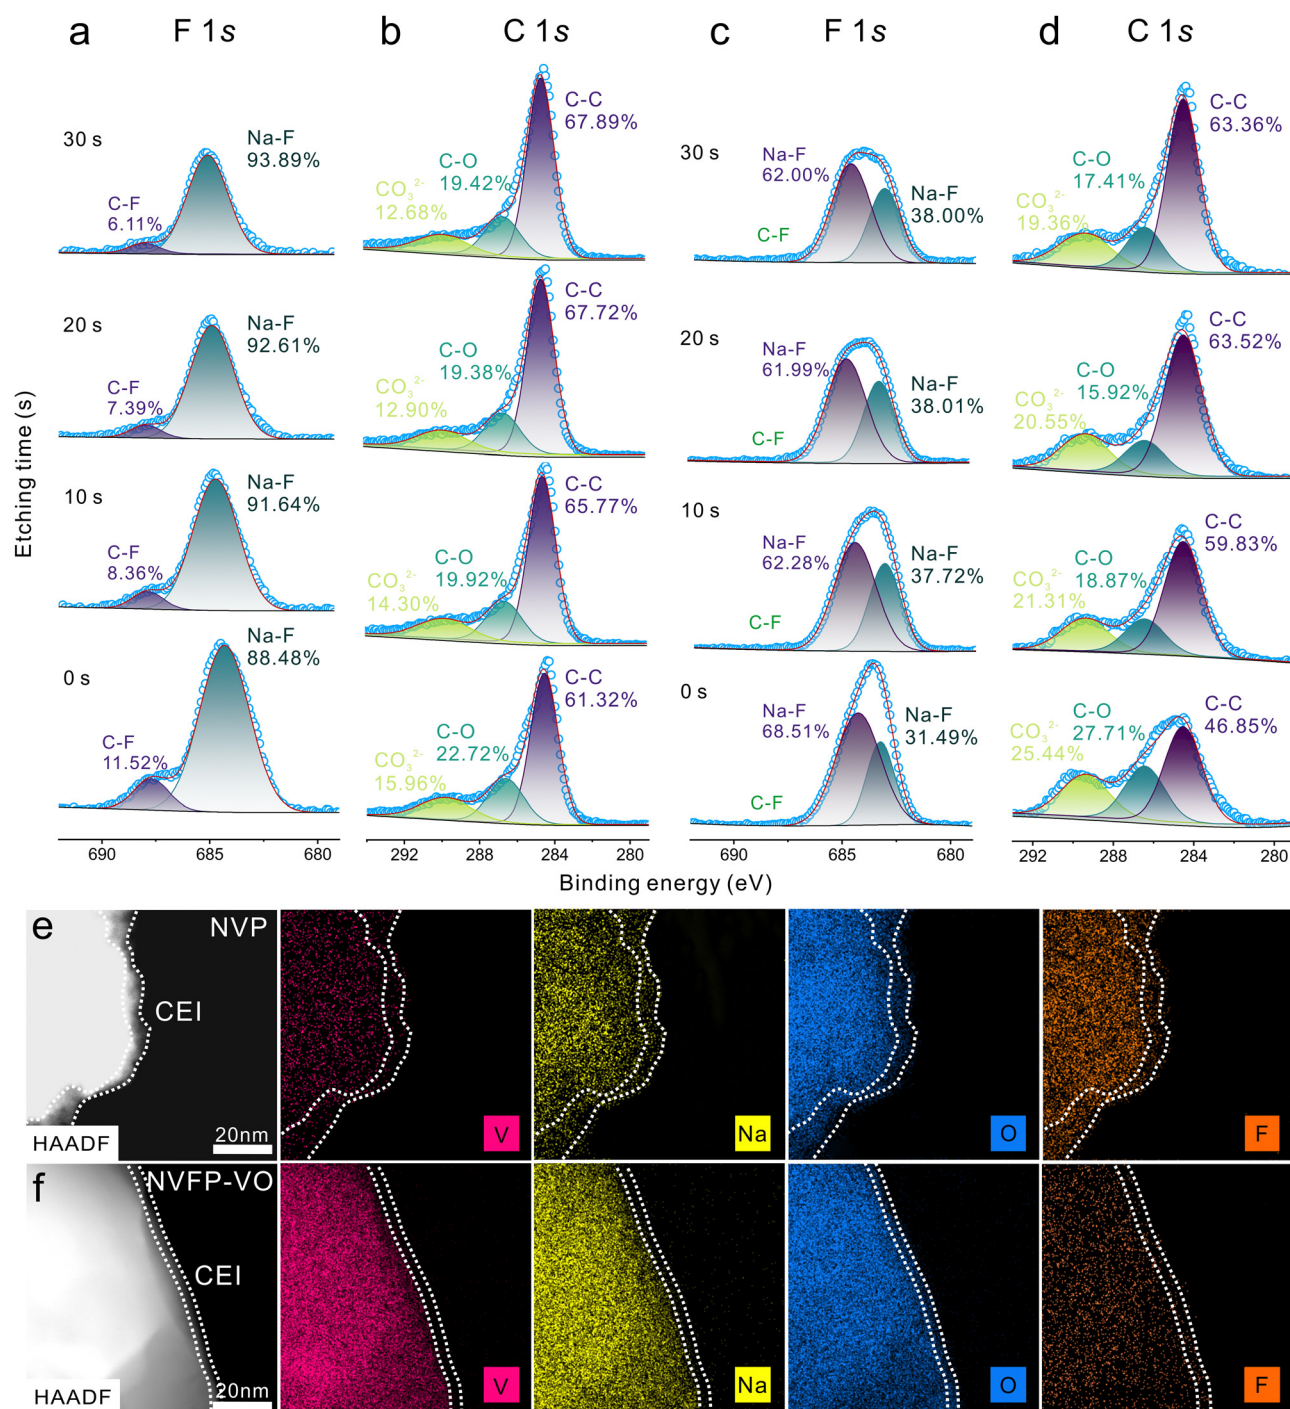 a
F 1s
b
C 1s
c
F 1s
d
C 1s
Etching time (s)
30 s
C-F
6.11%
Na-F
93.89%
20 s
C-F
7.39%
Na-F
92.61%
10 s
C-F
8.36%
Na-F
91.64%
0 s
C-F
11.52%
Na-F
88.48%
690
685
680
CO₃²⁻
12.68%
C-O
19.42%
C-C
67.89%
CO₃²⁻
12.90%
C-O
19.38%
C-C
67.72%
CO₃²⁻
14.30%
C-O
19.92%
C-C
65.77%
CO₃²⁻
15.96%
C-O
22.72%
C-C
61.32%
292
288
284
280
30 s
C-F
Na-F
62.00%
Na-F
38.00%
20 s
C-F
Na-F
61.99%
Na-F
38.01%
10 s
C-F
Na-F
62.28%
Na-F
37.72%
0 s
C-F
Na-F
68.51%
Na-F
31.49%
690
685
680
CO₃²⁻
19.36%
C-O
17.41%
C-C
63.36%
CO₃²⁻
20.55%
C-O
15.92%
C-C
63.52%
CO₃²⁻
21.31%
C-O
18.87%
C-C
59.83%
CO₃²⁻
25.44%
C-O
27.71%
C-C
46.85%
292
288
284
280
Binding energy (eV)
e
NVP
CEI
HAADF
20nm
V
Na
O
F
f
NVFP-VO
CEI
HAADF
20nm
V
Na
O
F